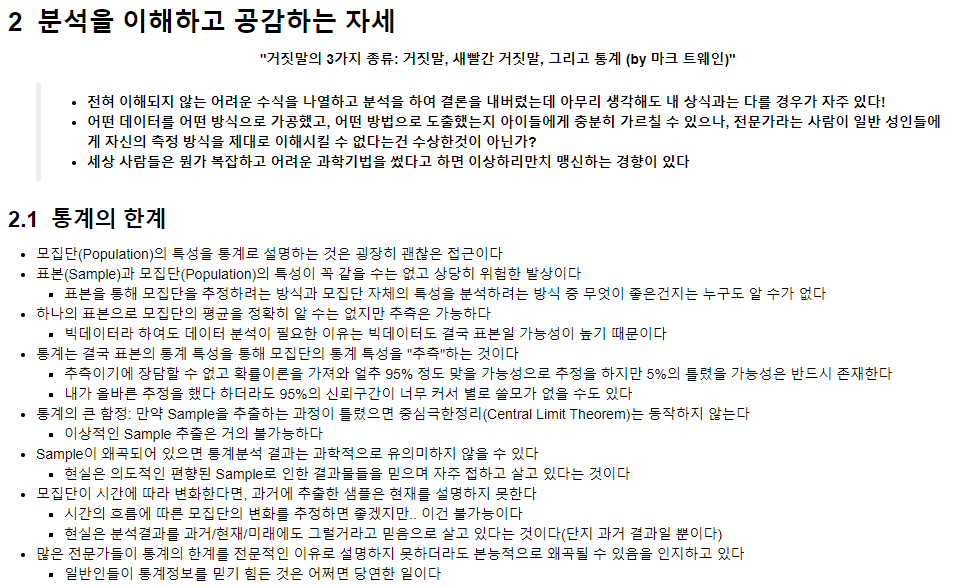 2 분석을 이해하고 공감하는 자세
"거짓말의 3가지 종류: 거짓말, 새빨간 거짓말, 그리고 통계 (by 마크 트웨인)"
• 전혀 이해되지 않는 어려운 수식을 나열하고 분석을 하여 결론을 내버렸는데 아무리 생각해도 내 상식과는 다를 경우가 자주 있다!
• 어떤 데이터를 어떤 방식으로 가공했고, 어떤 방법으로 도출했는지 아이들에게 충분히 가르칠 수 있으나, 전문가라는 사람이 일반 성인들에
게 자신의 측정 방식을 제대로 이해시킬 수 없다는건 수상한것이 아닌가?
• 세상 사람들은 뭔가 복잡하고 어려운 과학기법을 썼다고 하면 이상하리만치 맹신하는 경향이 있다
2.1 통계의 한계
• 모집단(Population)의 특성을 통계로 설명하는 것은 굉장히 괜찮은 접근이다
• 표본(Sample)과 모집단(Population)의 특성이 꼭 같을 수는 없고 상당히 위험한 발상이다
▪ 표본을 통해 모집단을 추정하려는 방식과 모집단 자체의 특성을 분석하려는 방식 중 무엇이 좋은건지는 누구도 알 수가 없다
• 하나의 표본으로 모집단의 평균을 정확히 알 수는 없지만 추측은 가능하다
▪ 빅데이터라 하여도 데이터 분석이 필요한 이유는 빅데이터도 결국 표본일 가능성이 높기 때문이다
• 통계는 결국 표본의 통계 특성을 통해 모집단의 통계 특성을 "추측"하는 것이다
▪ 추측이기에 장담할 수 없고 확률이론을 가져와 얼추 95% 정도 맞을 가능성으로 추정을 하지만 5%의 틀렸을 가능성은 반드시 존재한다
▪ 내가 올바른 추정을 했다 하더라도 95%의 신뢰구간이 너무 커서 별로 쓸모가 없을 수도 있다
• 통계의 큰 함정: 만약 Sample을 추출하는 과정이 틀렸으면 중심극한정리(Central Limit Theorem)는 동작하지 않는다
▪ 이상적인 Sample 추출은 거의 불가능하다
• Sample이 왜곡되어 있으면 통계분석 결과는 과학적으로 유의미하지 않을 수 있다
▪ 현실은 의도적인 편향된 Sample로 인한 결과물들을 믿으며 자주 접하고 살고 있다는 것이다
• 모집단이 시간에 따라 변화한다면, 과거에 추출한 샘플은 현재를 설명하지 못한다
▪ 시간의 흐름에 따른 모집단의 변화를 추정하면 좋겠지만.. 이건 불가능이다
▪ 현실은 분석결과를 과거/현재/미래에도 그럴거라고 믿음으로 살고 있다는 것이다(단지 과거 결과일 뿐이다)
• 많은 전문가들이 통계의 한계를 전문적인 이유로 설명하지 못하더라도 본능적으로 왜곡될 수 있음을 인지하고 있다
▪ 일반인들이 통계정보를 믿기 힘든 것은 어쩌면 당연한 일이다